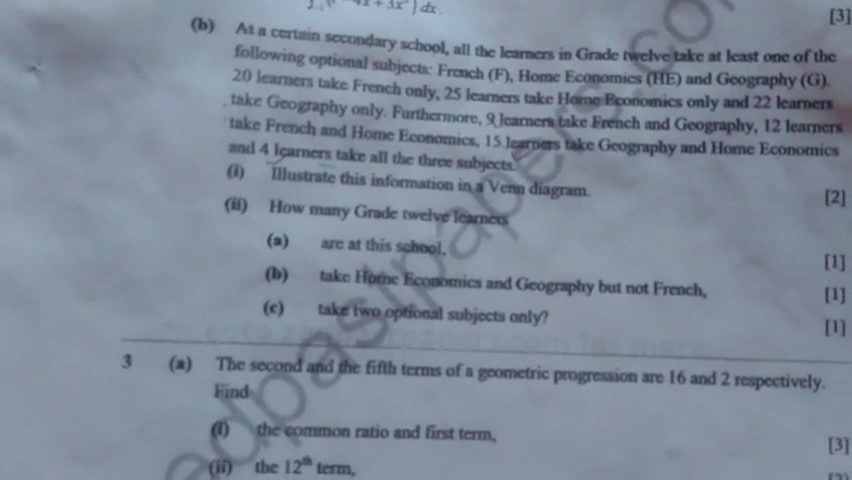 [3]
(b) At a certain secondary school, all the learners in Grade twelve take at least one of the
following optional subjects: French (F), Home Economics (HE) and Geography (G).
20 learners take French only, 25 learners take Home Economics only and 22 learners
take Geography only. Furthermore, 9 learners take French and Geography, 12 learners
take French and Home Economics, 15 learners take Geography and Home Economics
and 4 learners take all the three subjects.
(i) Illustrate this information in a Venn diagram. [2]
(ii) How many Grade twelve learners
(a) are at this school, [1]
(b) take Home Economics and Geography but not French, [1]
(c) take two optional subjects only? [1]
3 (a) The second and the fifth terms of a geometric progression are 16 and 2 respectively.
Find
(i) the common ratio and first term, [3]
(ii) the 12th term,